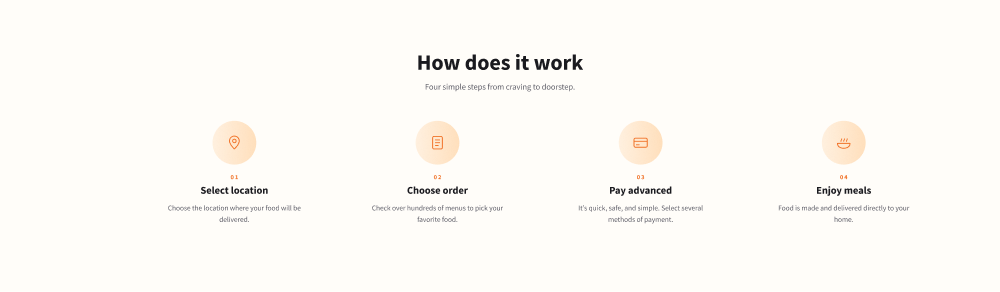 How does it work
Four simple steps from craving to doorstep.
01
Select location
Choose the location where your food will be
delivered.
02
Choose order
Check over hundreds of menus to pick your
favorite food.
03
Pay advanced
It's quick, safe, and simple. Select several
methods of payment.
04
Enjoy meals
Food is made and delivered directly to your
home.